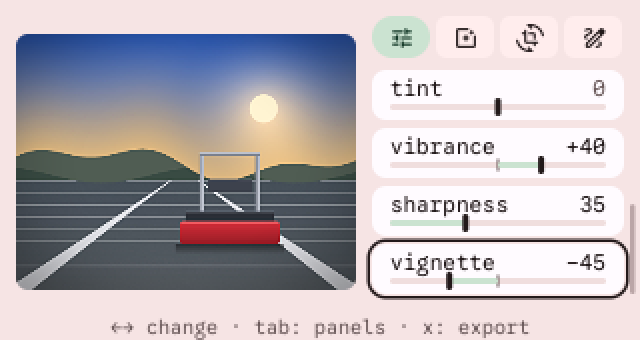 tint 0
vibrance +40
sharpness 35
vignette −45
↔ change · tab: panels · x: export